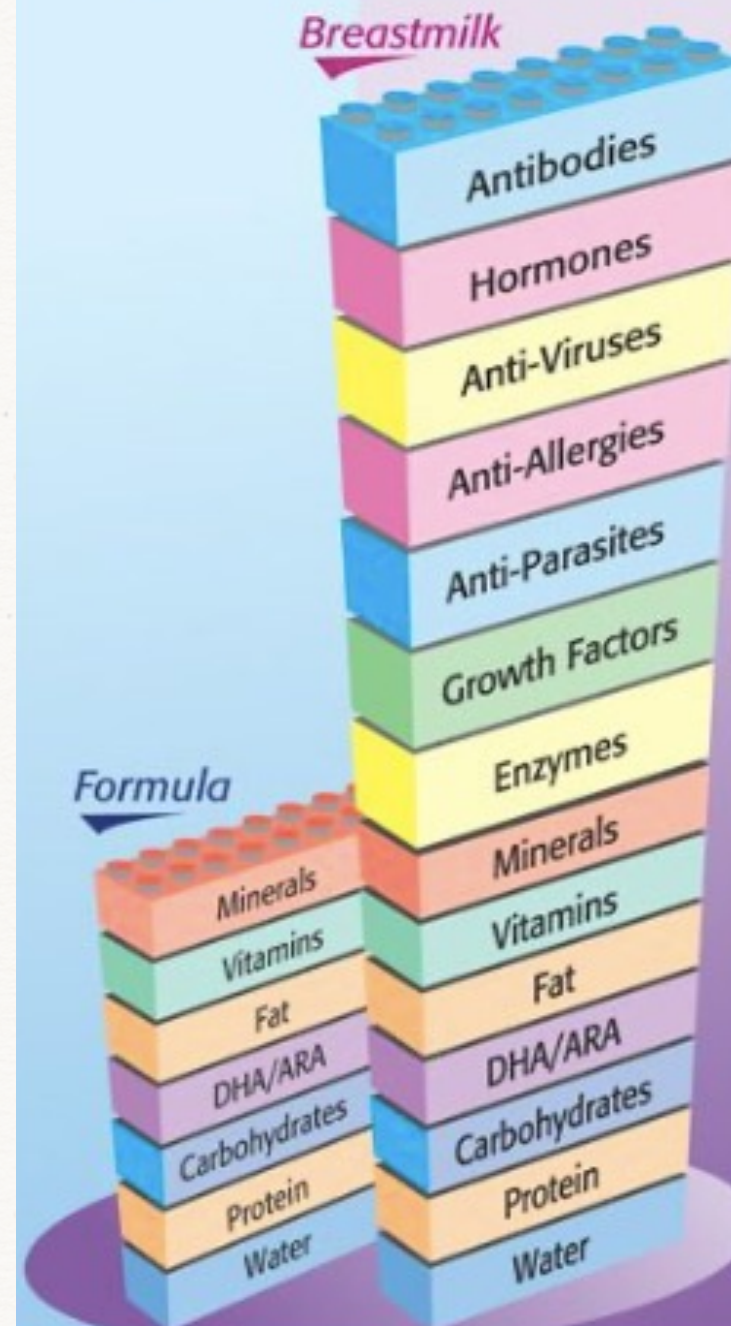 Breastmilk
Antibodies
Hormones
Anti-Viruses
Anti-Allergies
Anti-Parasites
Growth Factors
Enzymes
Minerals
Vitamins
Fat
DHA/ARA
Carbohydrates
Protein
Water
Formula
Minerals
Vitamins
Fat
DHA/ARA
Carbohydrates
Protein
Water